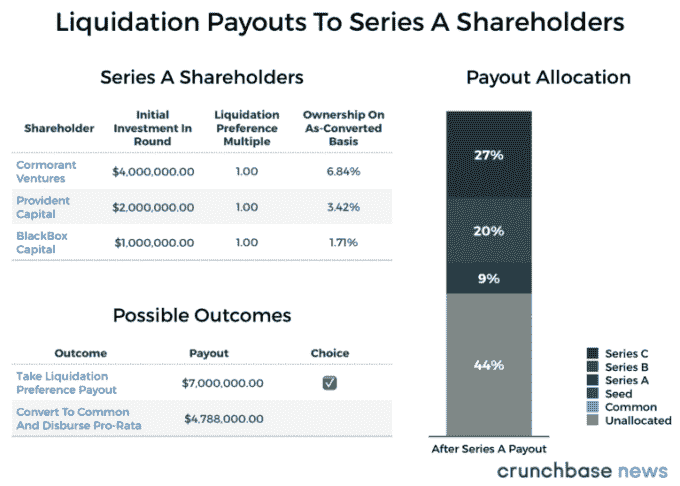 Liquidation Payouts To Series A Shareholders
Series A Shareholders
Shareholder
Initial
Investment In
Round
Liquidation
Preference
Multiple
Ownership On
As-Converted
Basis
Cormorant
Ventures
$4,000,000.00
1.00
6.84%
Provident
Capital
$2,000,000.00
1.00
3.42%
BlackBox
Capital
$1,000,000.00
1.00
1.71%
Possible Outcomes
Outcome
Payout
Choice
Take Liquidation
Preference Payout
$7,000,000.00
Convert To Common
And Disburse Pro-Rata
$4,788,000.00
Payout Allocation
27%
20%
9%
44%
After Series A Payout
Series C
Series B
Series A
Seed
Common
Unallocated
crunchbase news